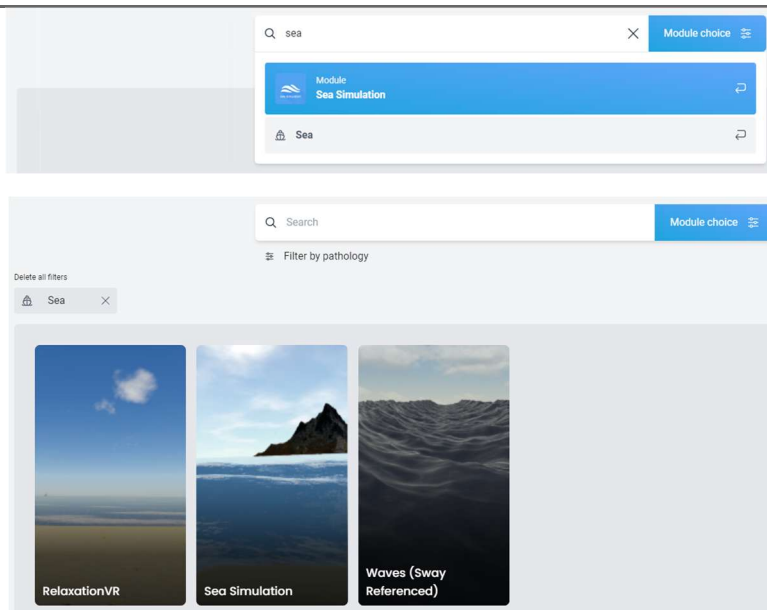 sea
Module choice
Module
Sea Simulation
Sea
Search
Module choice
Filter by pathology
Delete all filters
Sea
RelaxationVR
Sea Simulation
Waves (Sway
Referenced)